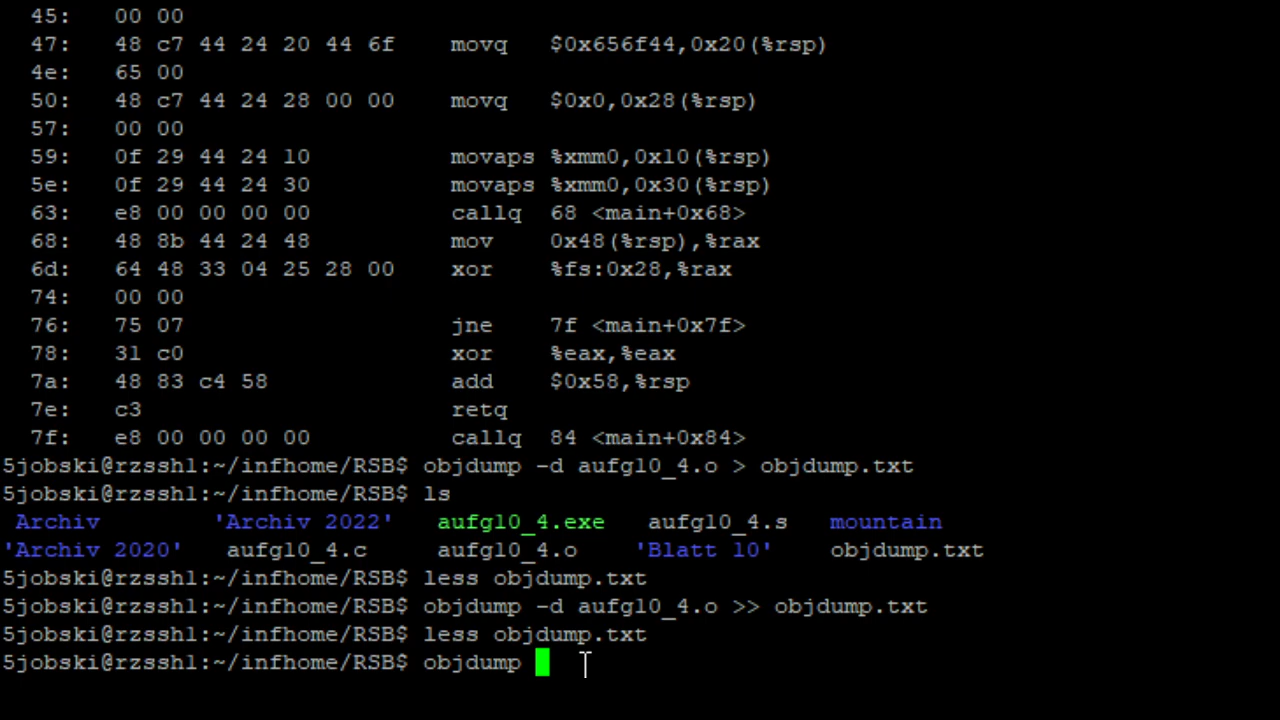 45: 00 00
47: 48 c7 44 24 20 44 6f movq $0x656f44,0x20(%rsp)
4e: 65 00
50: 48 c7 44 24 28 00 00 movq $0x0,0x28(%rsp)
57: 00 00
59: 0f 29 44 24 10 movaps %xmm0,0x10(%rsp)
5e: 0f 29 44 24 30 movaps %xmm0,0x30(%rsp)
63: e8 00 00 00 00 callq 68 <main+0x68>
68: 48 8b 44 24 48 mov 0x48(%rsp),%rax
6d: 64 48 33 04 25 28 00 xor %fs:0x28,%rax
74: 00 00
76: 75 07 jne 7f <main+0x7f>
78: 31 c0 xor %eax,%eax
7a: 48 83 c4 58 add $0x58,%rsp
7e: c3 retq
7f: e8 00 00 00 00 callq 84 <main+0x84>
5jobski@rzssh1:~/infhome/RSB$ objdump -d aufg10_4.o > objdump.txt
5jobski@rzssh1:~/infhome/RSB$ ls
Archiv 'Archiv 2022' aufg10_4.exe aufg10_4.s mountain
'Archiv 2020' aufg10_4.c aufg10_4.o 'Blatt 10' objdump.txt
5jobski@rzssh1:~/infhome/RSB$ less objdump.txt
5jobski@rzssh1:~/infhome/RSB$ objdump -d aufg10_4.o >> objdump.txt
5jobski@rzssh1:~/infhome/RSB$ less objdump.txt
5jobski@rzssh1:~/infhome/RSB$ objdump